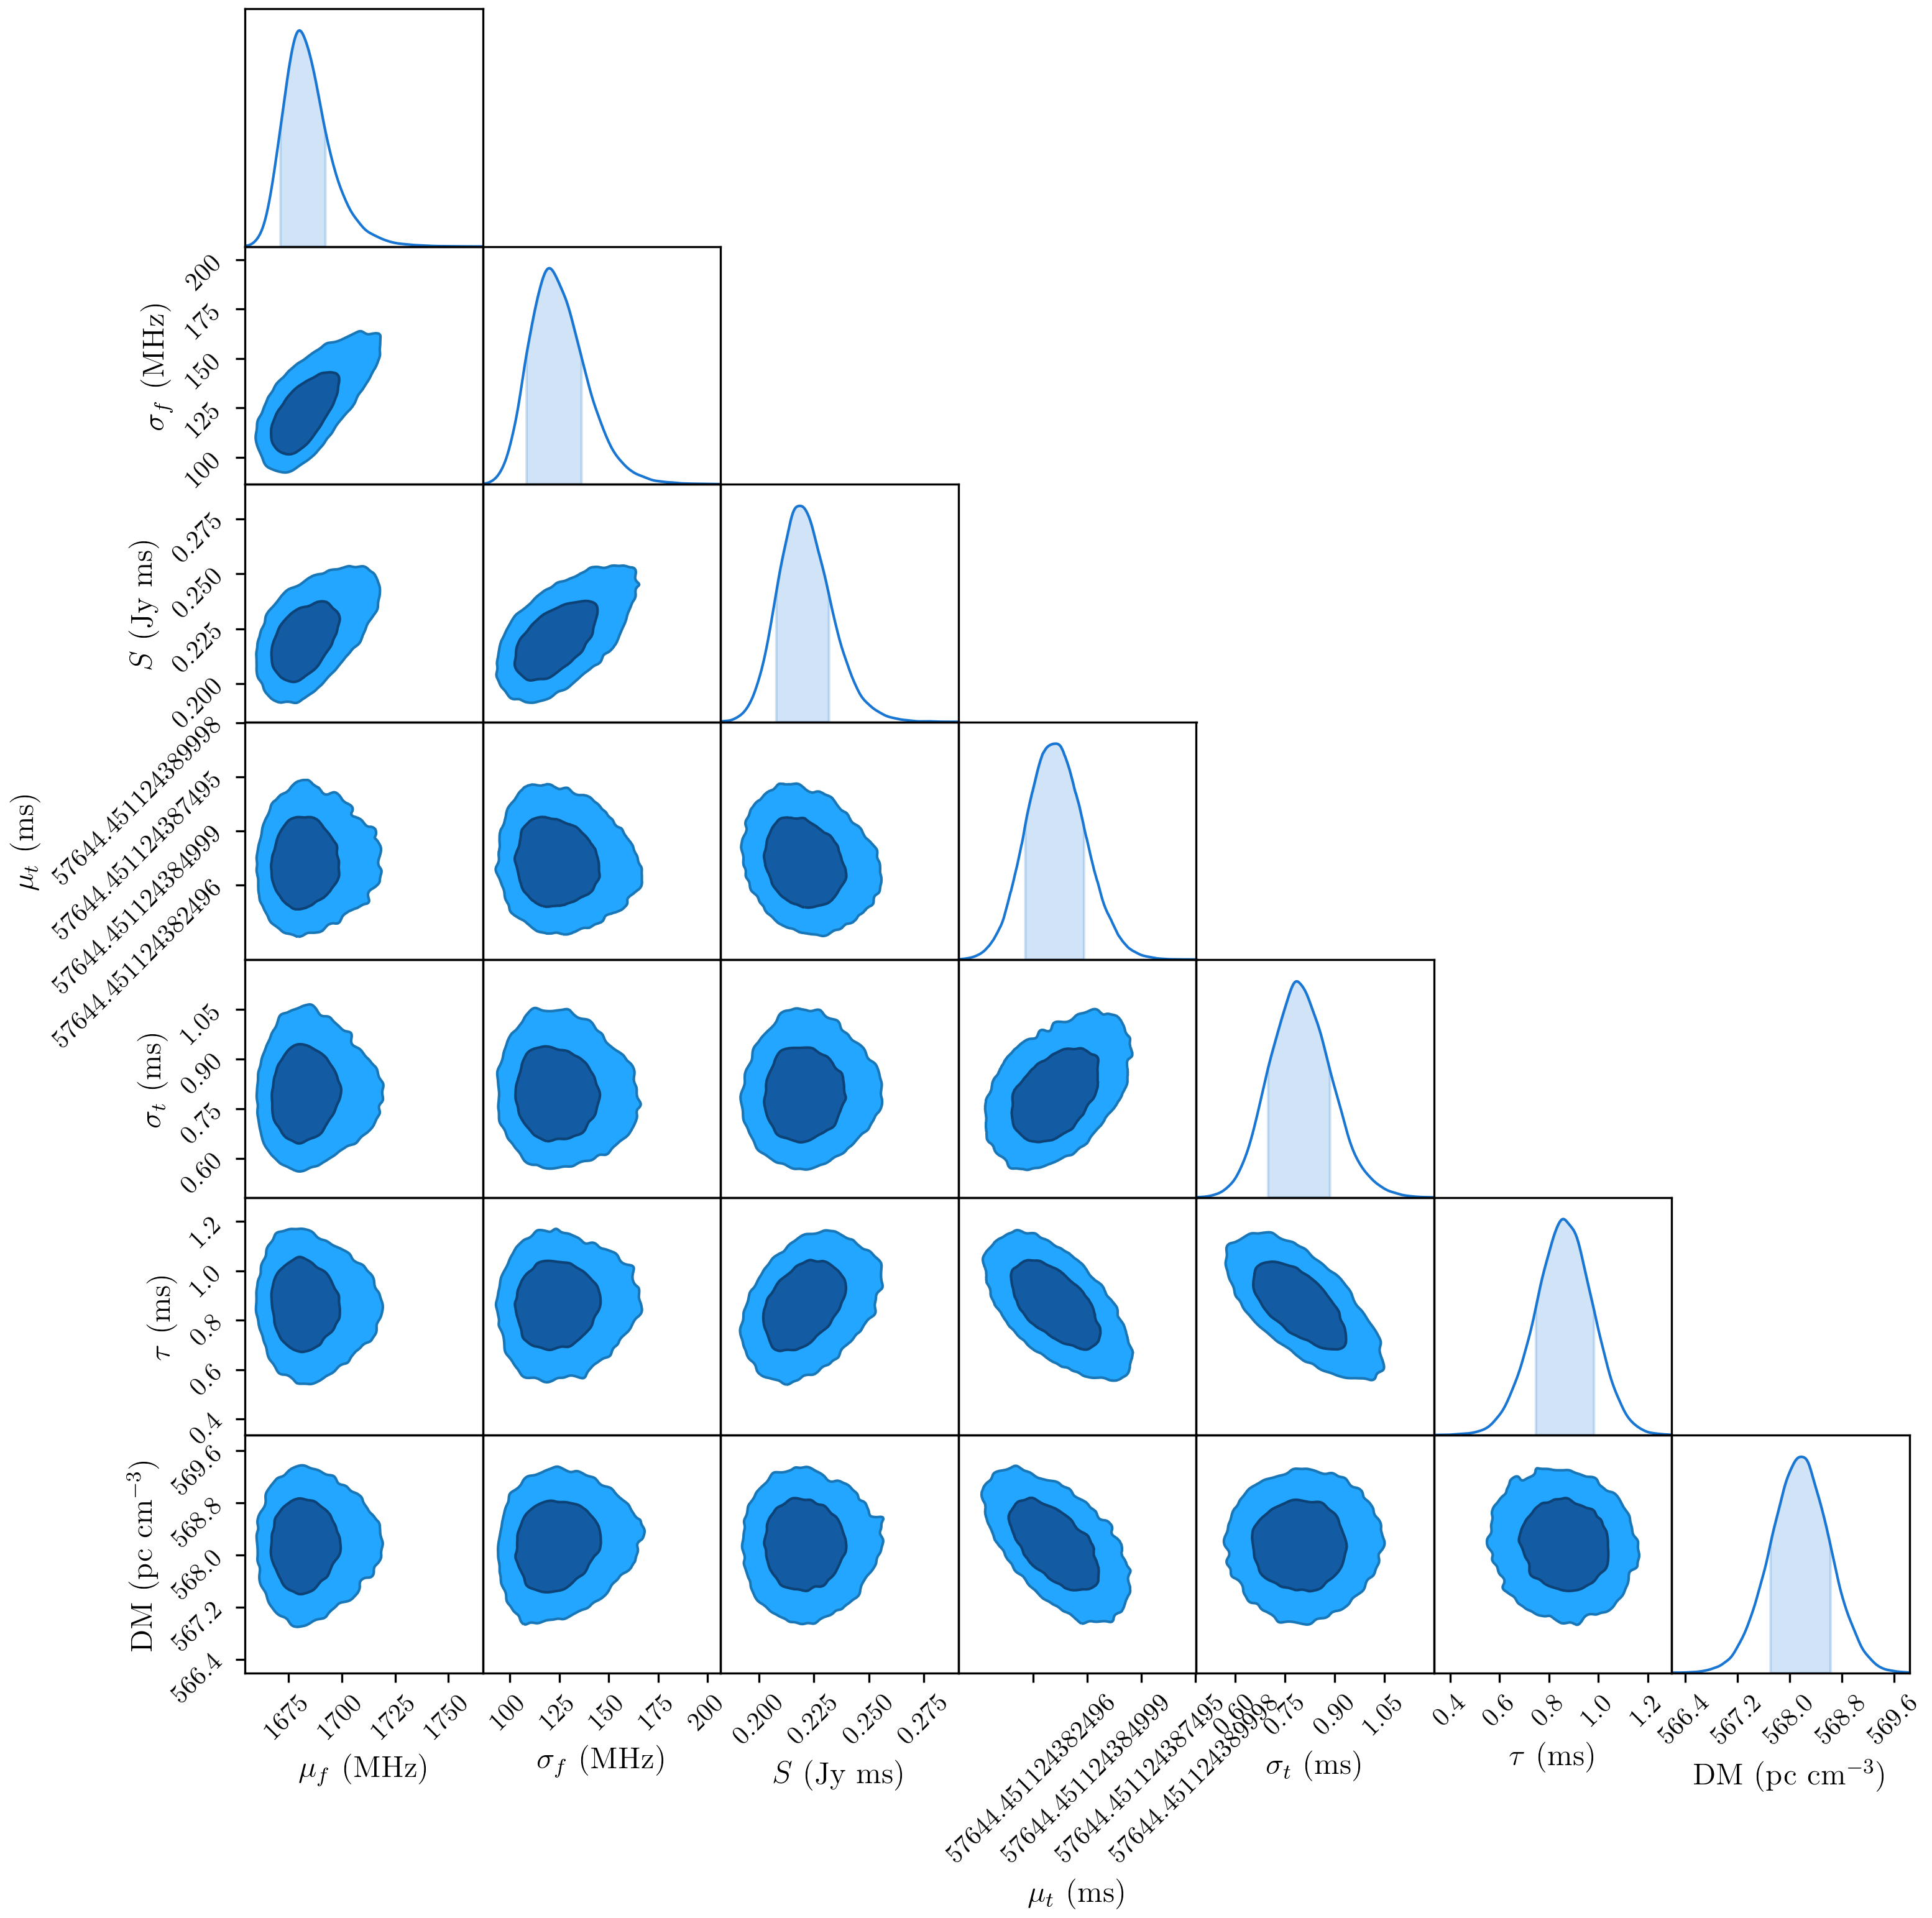 200
175
150
125
100
σ_f (MHz)
0.275
0.250
0.225
0.200
S (Jy ms)
57644.451124389998
57644.451124387495
57644.451124384999
57644.451124382496
μ_t (ms)
1.05
0.90
0.75
0.60
σ_t (ms)
1.2
1.0
0.8
0.6
0.4
τ (ms)
569.6
568.8
568.0
567.2
566.4
DM (pc cm⁻³)
1675 1700 1725 1750
μ_f (MHz)
100 125 150 175 200
σ_f (MHz)
0.200 0.225 0.250 0.275
S (Jy ms)
57644.451124382496
57644.451124384999
57644.451124387495
57644.451124389998
μ_t (ms)
0.60 0.75 0.90 1.05
σ_t (ms)
0.4 0.6 0.8 1.0 1.2
τ (ms)
566.4 567.2 568.0 568.8 569.6
DM (pc cm⁻³)